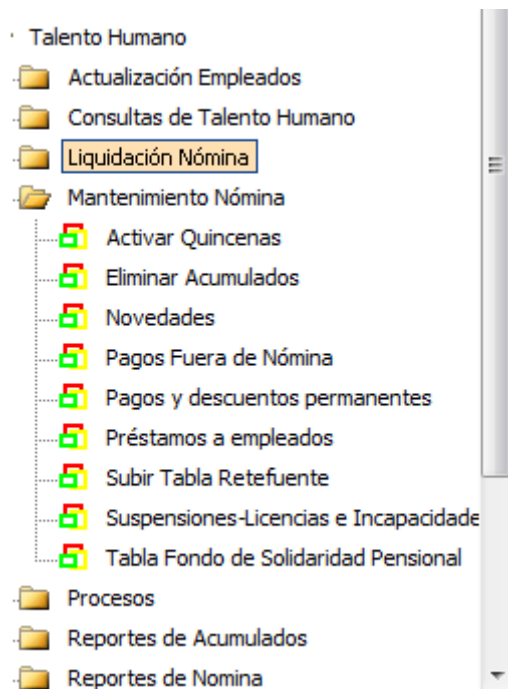 Talento Humano
Actualización Empleados
Consultas de Talento Humano
Liquidación Nómina
Mantenimiento Nómina
Activar Quincenas
Eliminar Acumulados
Novedades
Pagos Fuera de Nómina
Pagos y descuentos permanentes
Préstamos a empleados
Subir Tabla Retefuente
Suspensiones-Licencias e Incapacidade
Tabla Fondo de Solidaridad Pensional
Procesos
Reportes de Acumulados
Reportes de Nomina